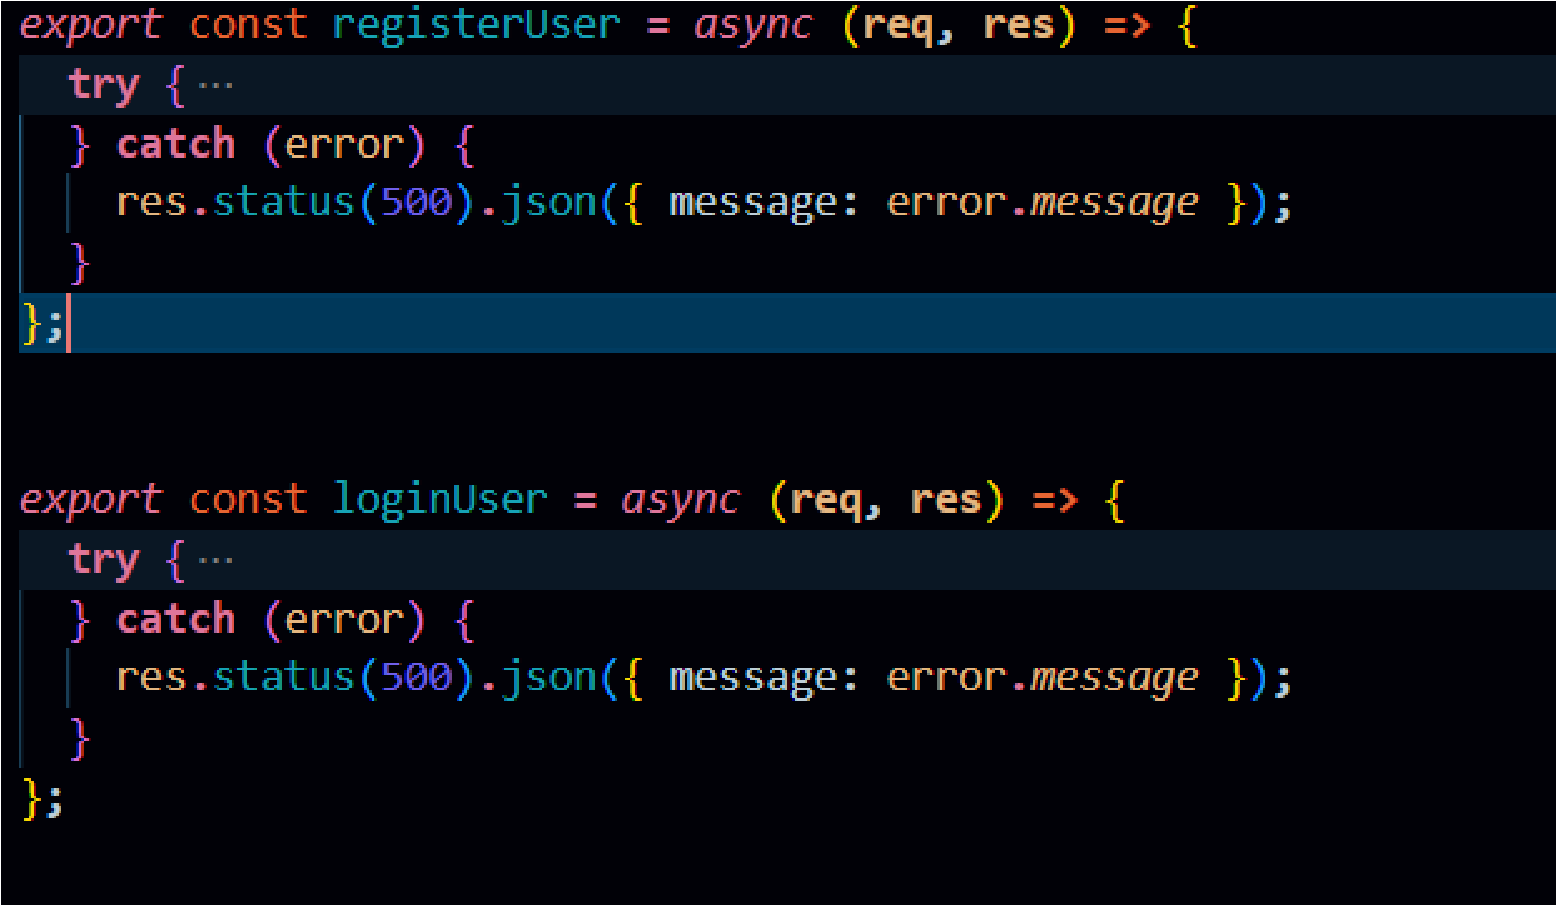 export const registerUser = async (req, res) => {
  try { ···
  } catch (error) {
    res.status(500).json({ message: error.message });
  }
};
export const loginUser = async (req, res) => {
  try { ···
  } catch (error) {
    res.status(500).json({ message: error.message });
  }
};